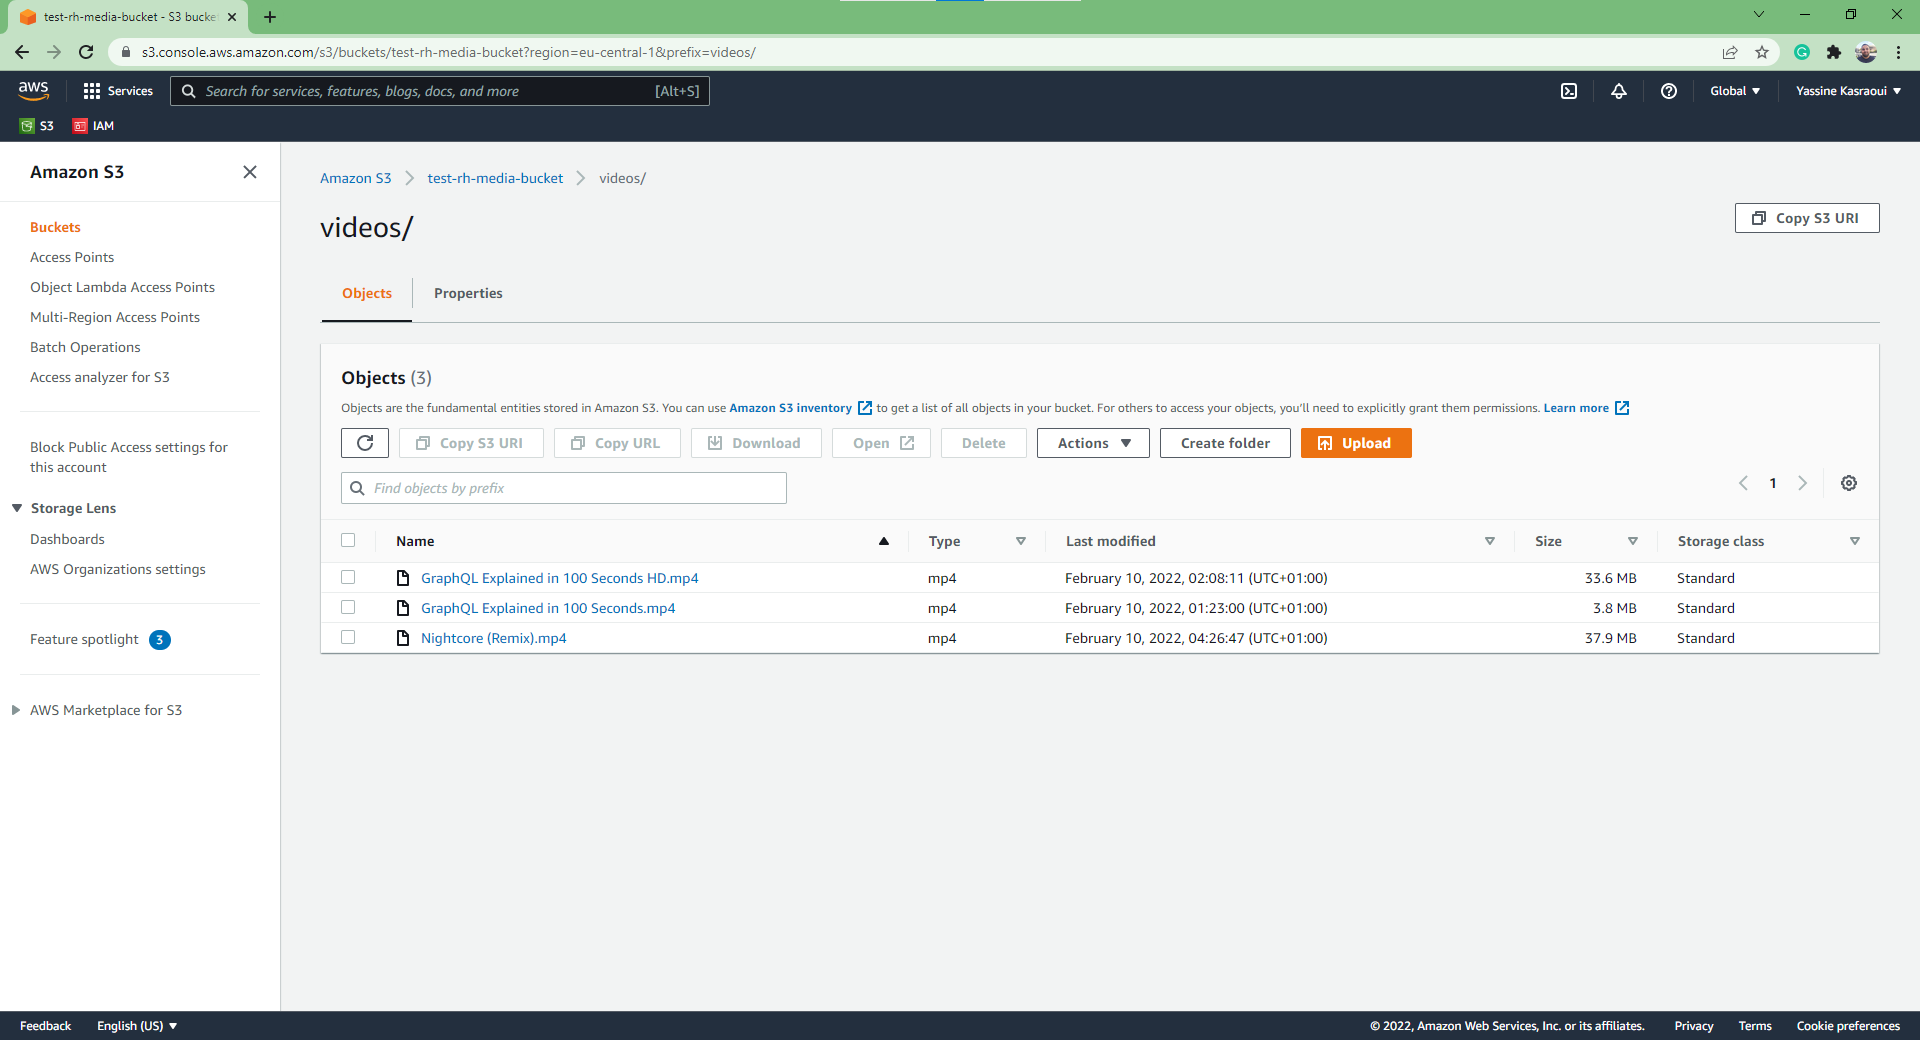 test-rh-media-bucket - S3 bucket
s3.console.aws.amazon.com/s3/buckets/test-rh-media-bucket?region=eu-central-1&prefix=videos/
aws
Services
Search for services, features, blogs, docs, and more
[Alt+S]
Global
Yassine Kasraoui
S3
IAM
Amazon S3
Buckets
Access Points
Object Lambda Access Points
Multi-Region Access Points
Batch Operations
Access analyzer for S3
Block Public Access settings for
this account
Storage Lens
Dashboards
AWS Organizations settings
Feature spotlight 3
AWS Marketplace for S3
Amazon S3 test-rh-media-bucket videos/
videos/
Copy S3 URI
Objects Properties
Objects (3)
Objects are the fundamental entities stored in Amazon S3. You can use Amazon S3 inventory to get a list of all objects in your bucket. For others to access your objects, you'll need to explicitly grant them permissions. Learn more
Copy S3 URI Copy URL Download Open Delete Actions Create folder Upload
Find objects by prefix
1
Name Type Last modified Size Storage class
GraphQL Explained in 100 Seconds HD.mp4 mp4 February 10, 2022, 02:08:11 (UTC+01:00) 33.6 MB Standard
GraphQL Explained in 100 Seconds.mp4 mp4 February 10, 2022, 01:23:00 (UTC+01:00) 3.8 MB Standard
Nightcore (Remix).mp4 mp4 February 10, 2022, 04:26:47 (UTC+01:00) 37.9 MB Standard
Feedback English (US) © 2022, Amazon Web Services, Inc. or its affiliates. Privacy Terms Cookie preferences